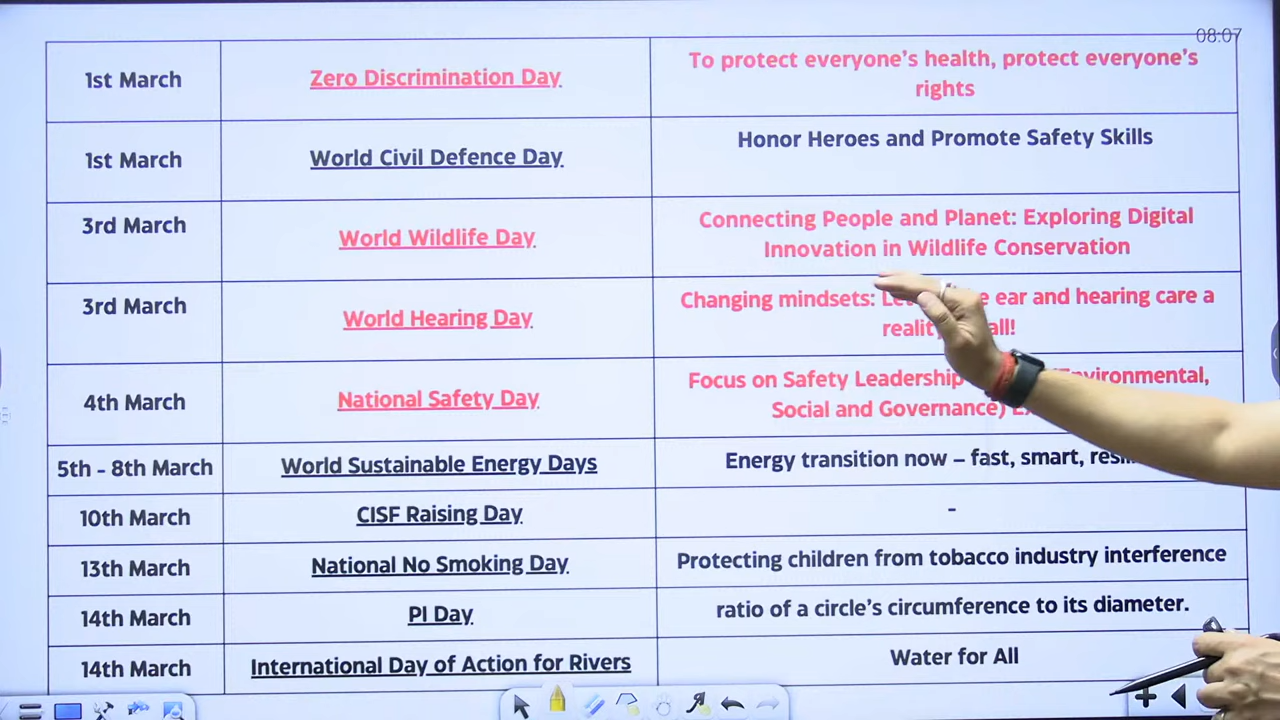 08:07
1st March
Zero Discrimination Day
To protect everyone's health, protect everyone's
rights
1st March
World Civil Defence Day
Honor Heroes and Promote Safety Skills
3rd March
World Wildlife Day
Connecting People and Planet: Exploring Digital
Innovation in Wildlife Conservation
3rd March
World Hearing Day
Changing mindsets: ear and hearing care a
all!
4th March
National Safety Day
Focus on Safety Leadership
Social and Governance)
5th - 8th March
World Sustainable Energy Days
Energy transition now – fast, smart,
10th March
CISF Raising Day
-
13th March
National No Smoking Day
Protecting children from tobacco industry interference
14th March
PI Day
ratio of a circle's circumference to its diameter.
14th March
International Day of Action for Rivers
Water for All